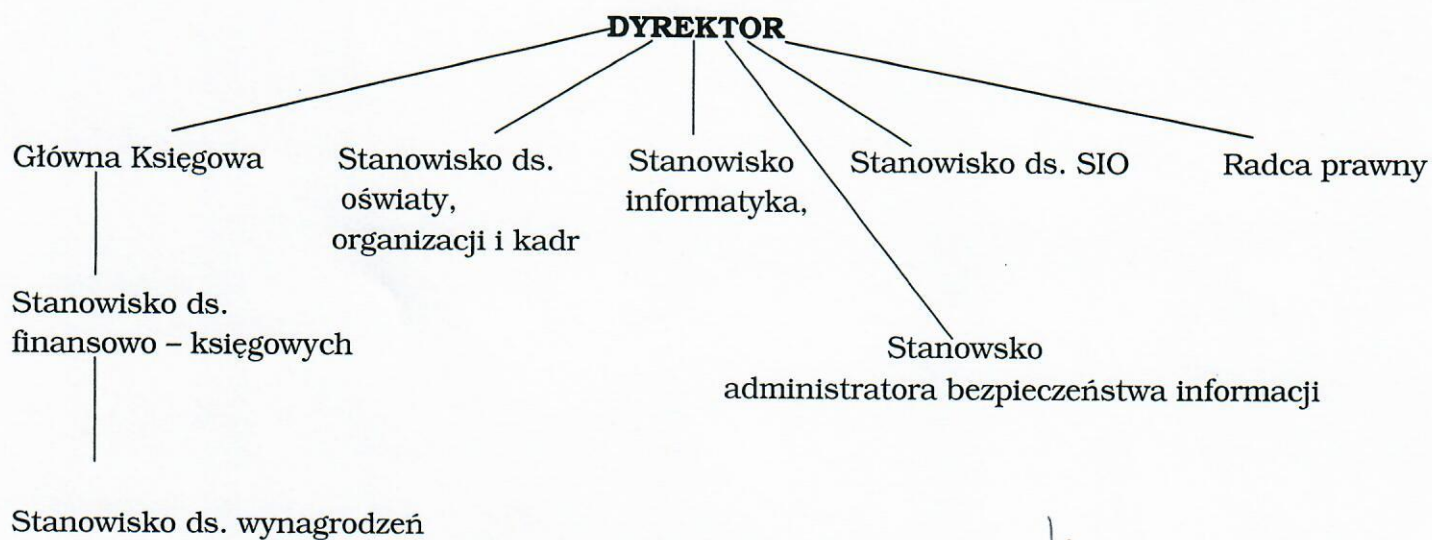 DYREKTOR
Główna Księgowa
Stanowisko ds.
oświaty,
organizacji i kadr
Stanowisko
informatyka,
Stanowisko ds. SIO
Radca prawny
Stanowisko ds.
finansowo – księgowych
Stanowsko
administratora bezpieczeństwa informacji
Stanowisko ds. wynagrodzeń